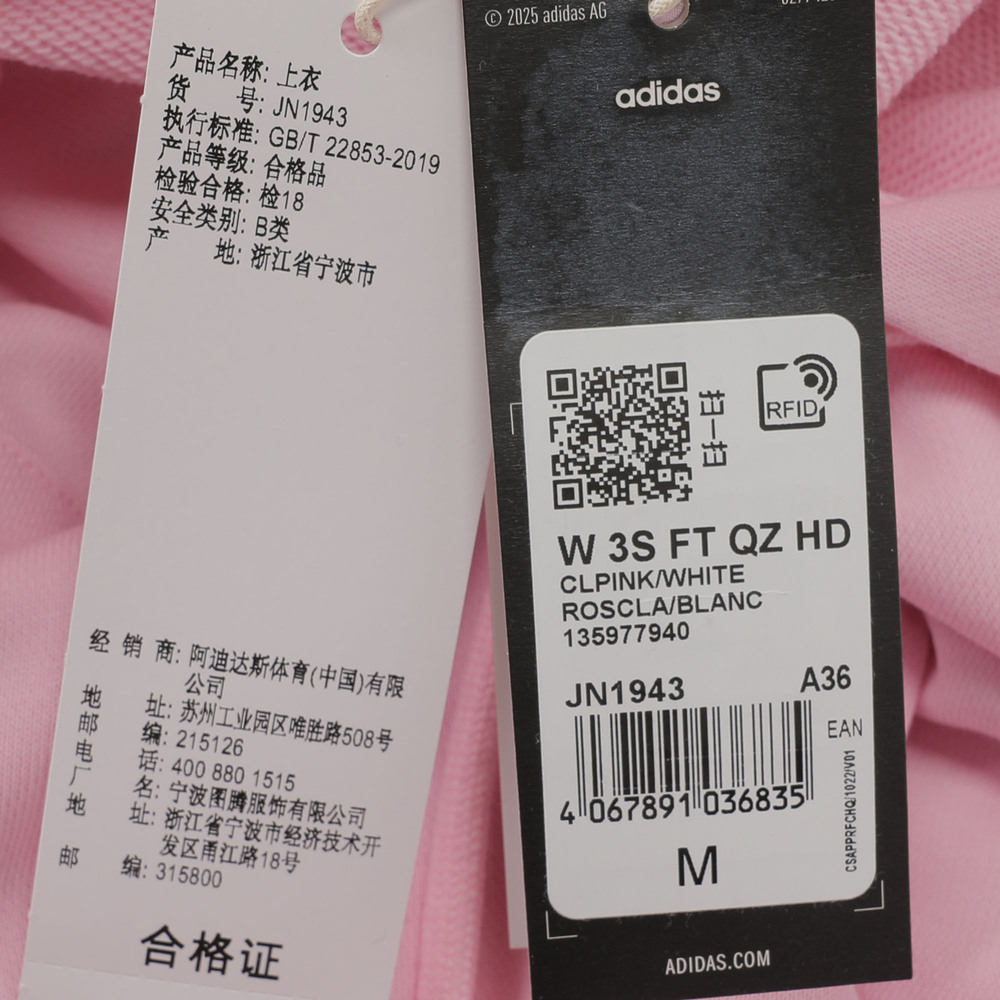 产品名称: 上衣
货 号: JN1943
执行标准: GB/T 22853-2019
产品等级: 合格品
检验合格: 检18
安全类别: B类
产 地: 浙江省宁波市
经 销 商: 阿迪达斯体育(中国)有限
公司
地 址: 苏州工业园区唯胜路508号
邮 编: 215126
电 话: 400 880 1515
厂 名: 宁波图腾服饰有限公司
地 址: 浙江省宁波市经济技术开
发区甬江路18号
邮 编: 315800
合格证
© 2025 adidas AG
adidas
扫一扫
RFID
W 3S FT QZ HD
CLPINK/WHITE
ROSCLA/BLANC
135977940
JN1943 A36
EAN
4 067891 036835
CSAPPRFCHQ/1022/V01
M
ADIDAS.COM